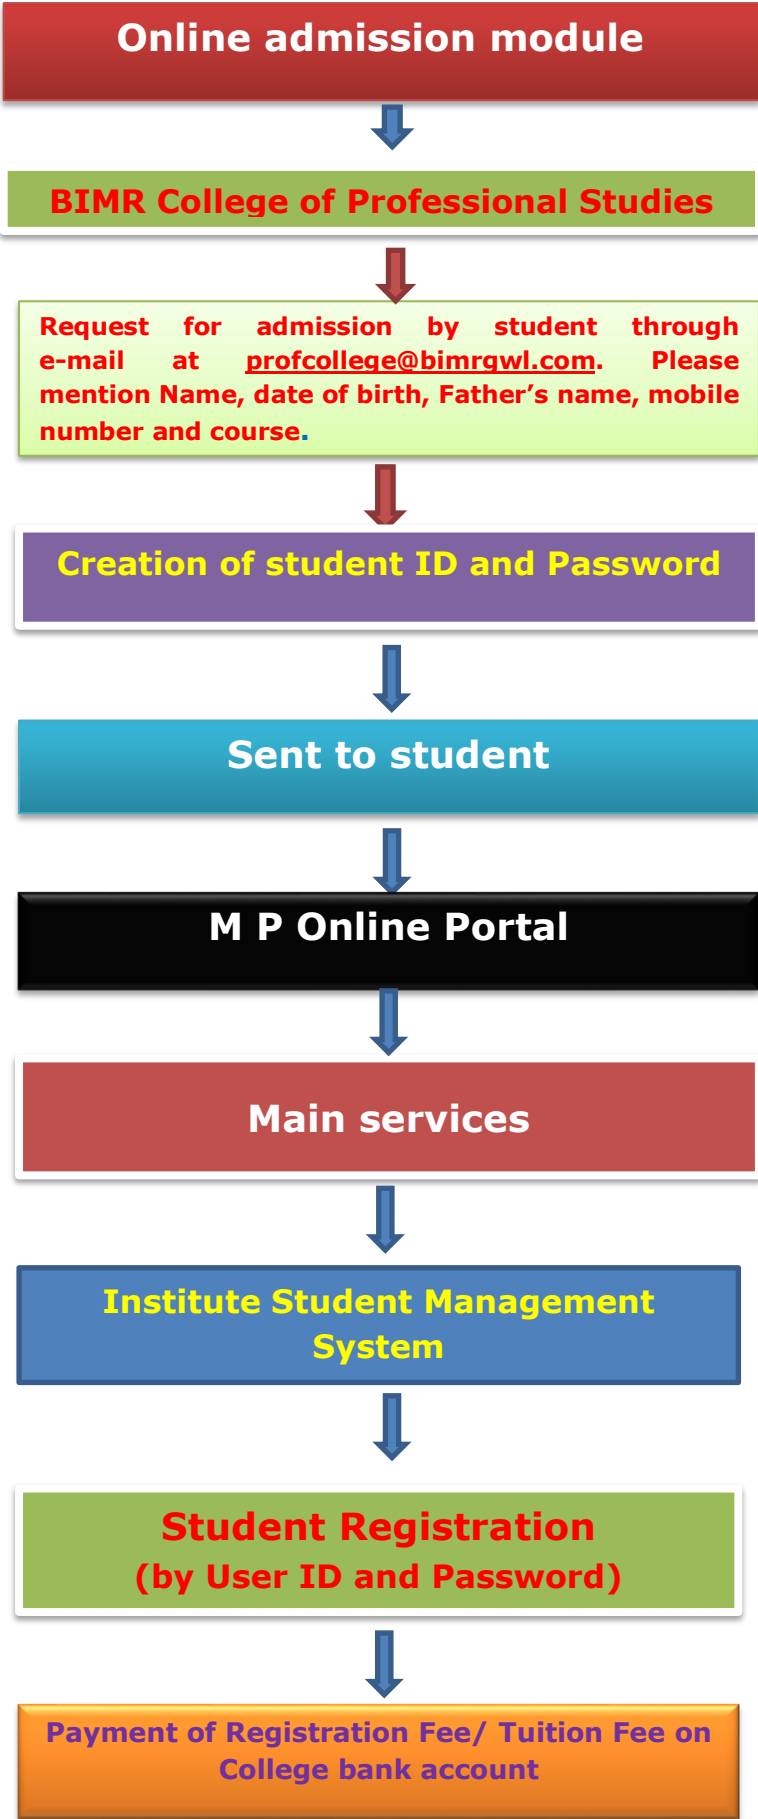 Online admission module
BIMR College of Professional Studies
Request for admission by student through
e-mail at profcollege@bimrgwl.com. Please
mention Name, date of birth, Father’s name, mobile
number and course.
Creation of student ID and Password
Sent to student
M P Online Portal
Main services
Institute Student Management
System
Student Registration
(by User ID and Password)
Payment of Registration Fee/ Tuition Fee on
College bank account